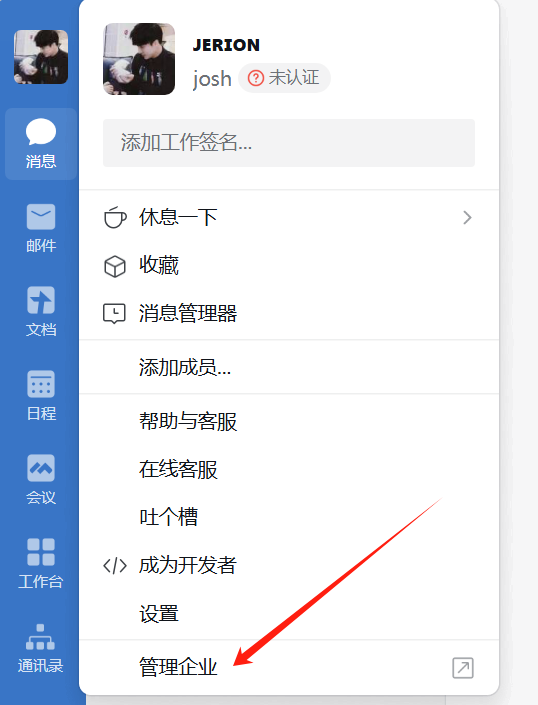 JERION
josh 未认证
添加工作签名...
消息
休息一下
邮件
收藏
消息管理器
文档
添加成员...
日程
帮助与客服
在线客服
会议
吐个槽
成为开发者
工作台
设置
通讯录
管理企业